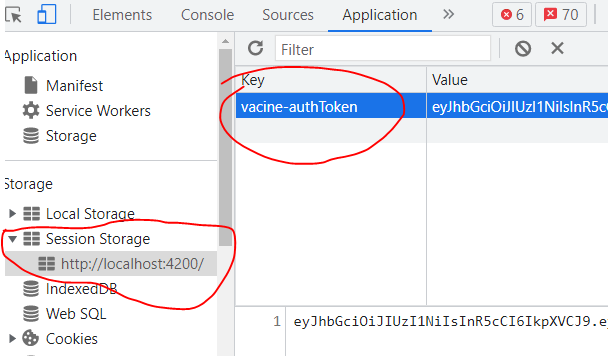 Elements Console Sources Application » 6 70
Application
Manifest
Service Workers
Storage
Storage
Local Storage
Session Storage
http://localhost:4200/
IndexedDB
Web SQL
Cookies
Filter
Key Value
vacine-authToken eyJhbGciOiJIUzI1NiIsInR5cC
1 eyJhbGciOiJIUzI1NiIsInR5cCI6IkpXVCJ9.e